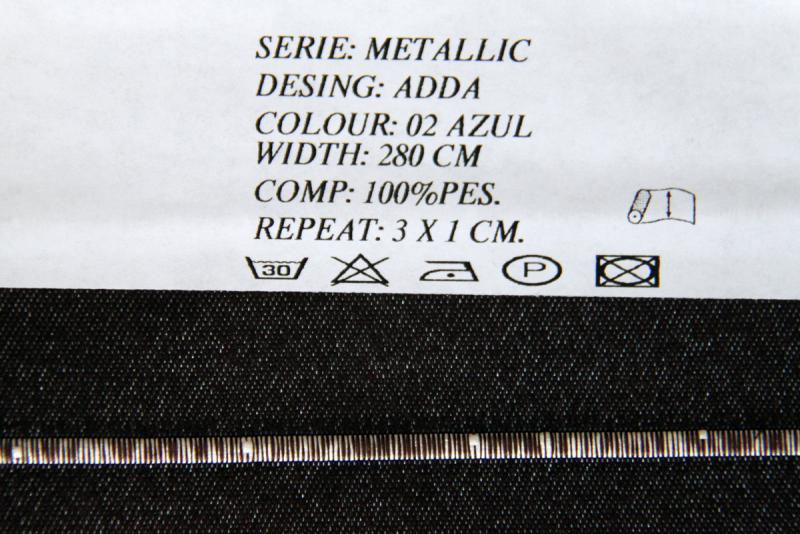 SERIE: METALLIC
DESING: ADDA
COLOUR: 02 AZUL
WIDTH: 280 CM
COMP: 100%PES.
REPEAT: 3 X 1 CM.
30 P